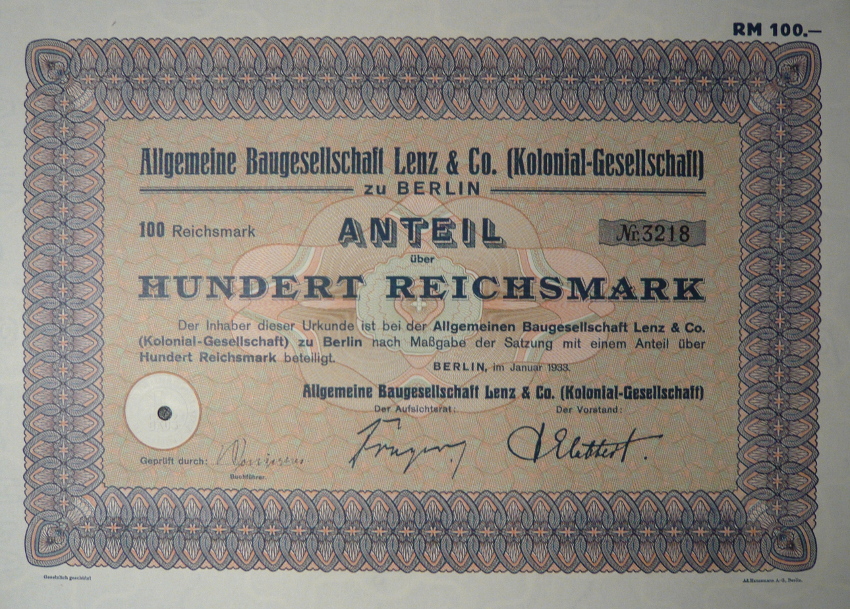 RM 100.—
Allgemeine Baugesellschaft Lenz & Co. (Kolonial-Gesellschaft)
zu BERLIN
100 Reichsmark ANTEIL Nr. 3218
über
HUNDERT REICHSMARK
Der Inhaber dieser Urkunde ist bei der Allgemeinen Baugesellschaft Lenz & Co.
(Kolonial-Gesellschaft) zu Berlin nach Maßgabe der Satzung mit einem Anteil über
Hundert Reichsmark beteiligt.
BERLIN, im Januar 1933.
Allgemeine Baugesellschaft Lenz & Co. (Kolonial-Gesellschaft)
Der Aufsichtsrat: Der Vorstand:
Geprüft durch:
Buchführer.
Gesetzlich geschützt
A.-G., Berlin.